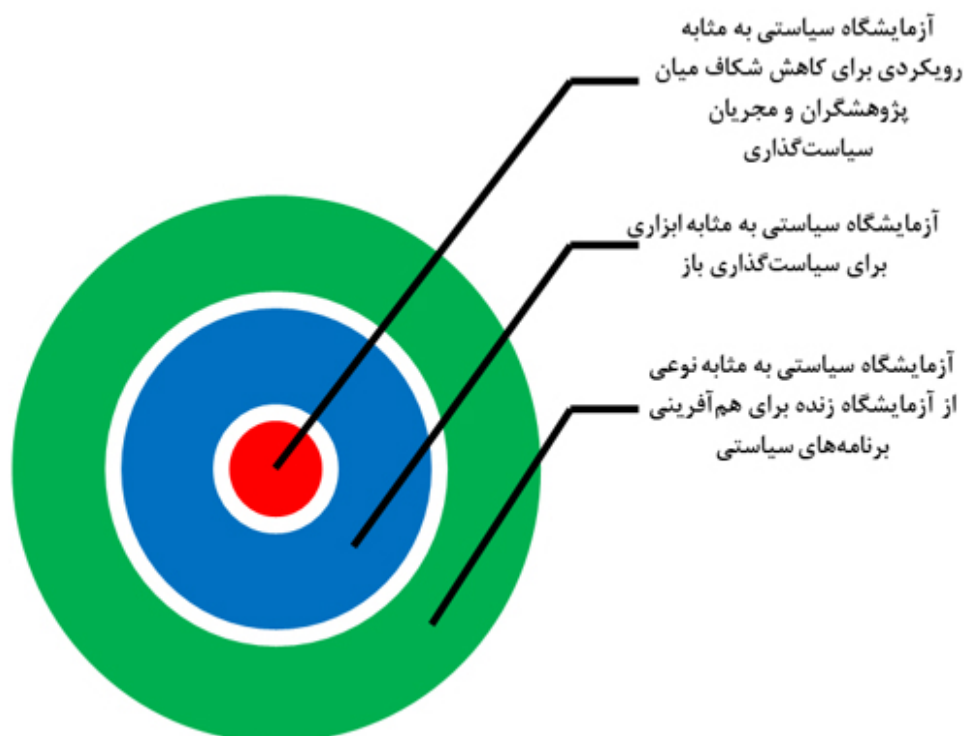 آزمایشگاه سیاستی به مثابه
رویکردی برای کاهش شکاف میان
پژوهشگران و مجریان
سیاست‌گذاری
آزمایشگاه سیاستی به مثابه ابزاری
برای سیاست‌گذاری باز
آزمایشگاه سیاستی به مثابه نوعی
از آزمایشگاه زنده برای هم‌آفرینی
برنامه‌های سیاستی